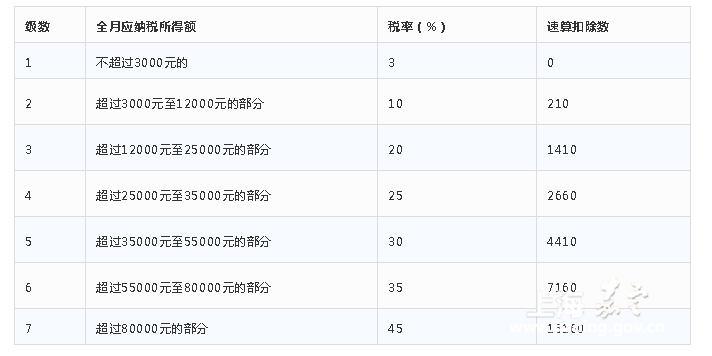 级数 全月应纳税所得额 税率（%） 速算扣除数
1 不超过3000元的 3 0
2 超过3000元至12000元的部分 10 210
3 超过12000元至25000元的部分 20 1410
4 超过25000元至35000元的部分 25 2660
5 超过35000元至55000元的部分 30 4410
6 超过55000元至80000元的部分 35 7160
7 超过80000元的部分 45 15160
上海